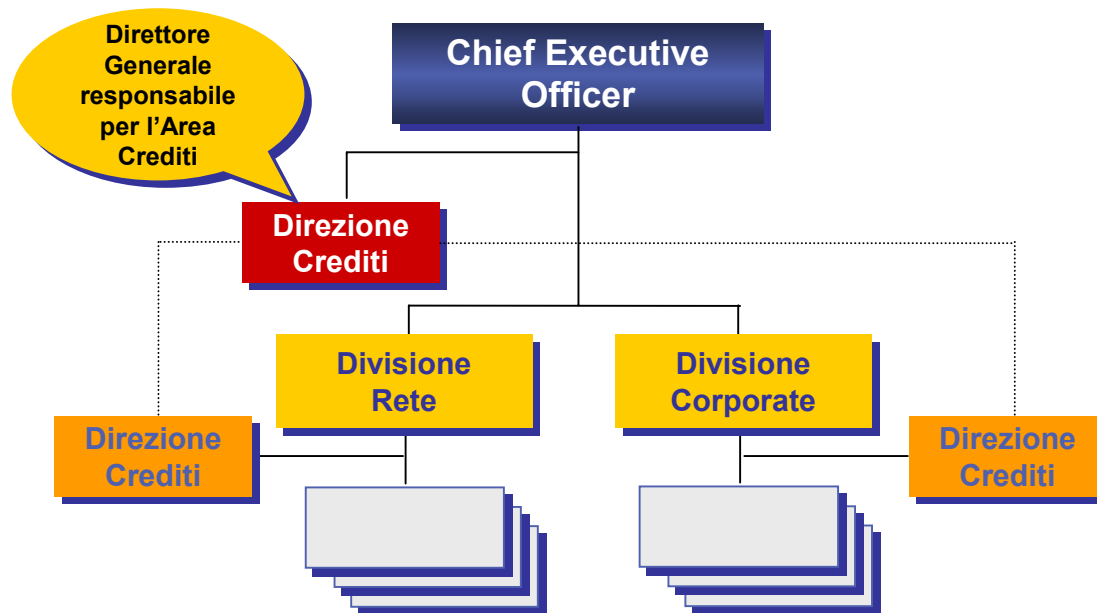 Direttore
Generale
responsabile
per l'Area
Crediti
Chief Executive
Officer
Direzione
Crediti
Divisione
Rete
Divisione
Corporate
Direzione
Crediti
Direzione
Crediti